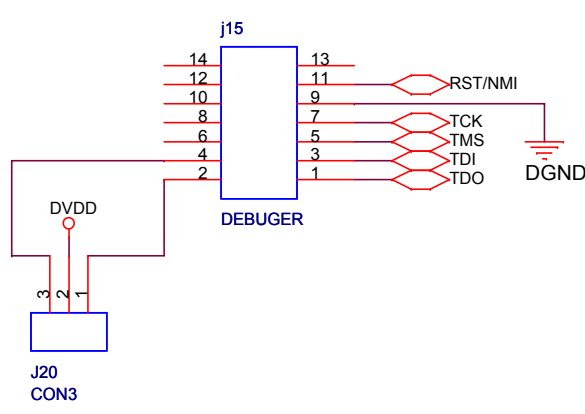 j15
14 13
12 11 RST/NMI
10 9
8 7 TCK
6 5 TMS
4 3 TDI
2 1 TDO
DGND
DVDD
DEBUGER
3 2 1
J20
CON3